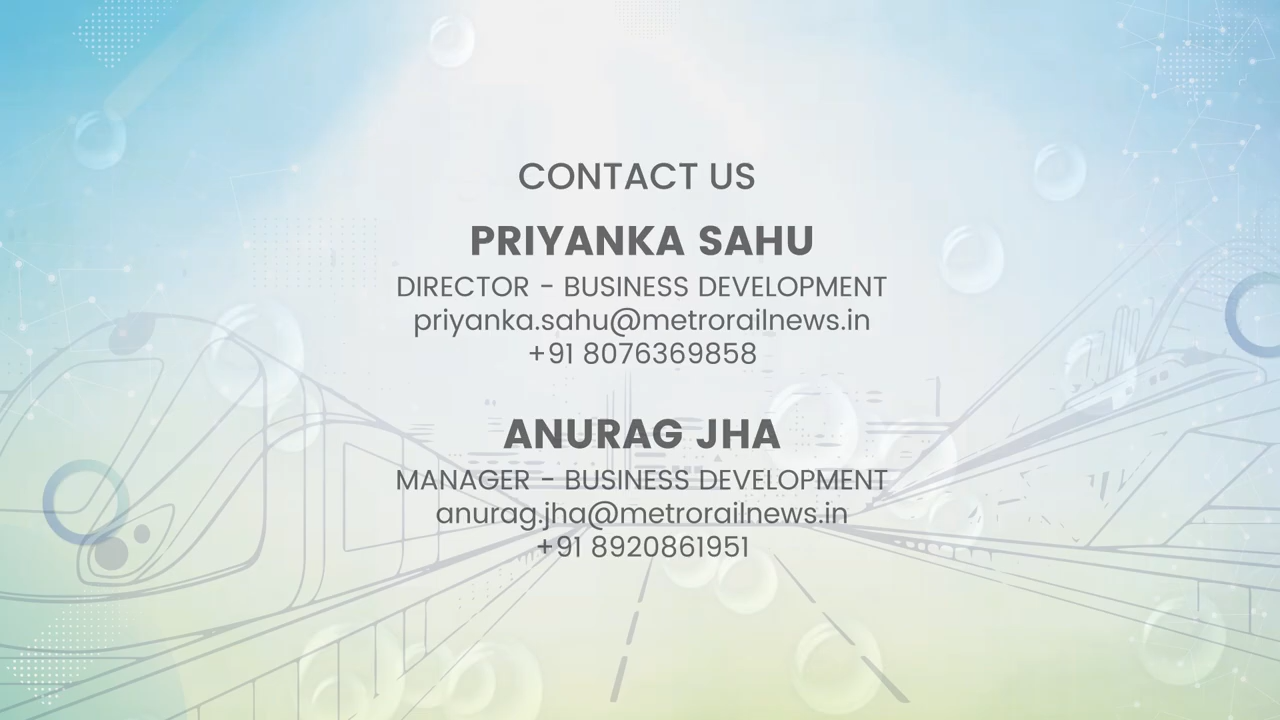 CONTACT US
PRIYANKA SAHU
DIRECTOR - BUSINESS DEVELOPMENT
priyanka.sahu@metrorailnews.in
+91 8076369858
ANURAG JHA
MANAGER - BUSINESS DEVELOPMENT
anurag.jha@metrorailnews.in
+91 8920861951